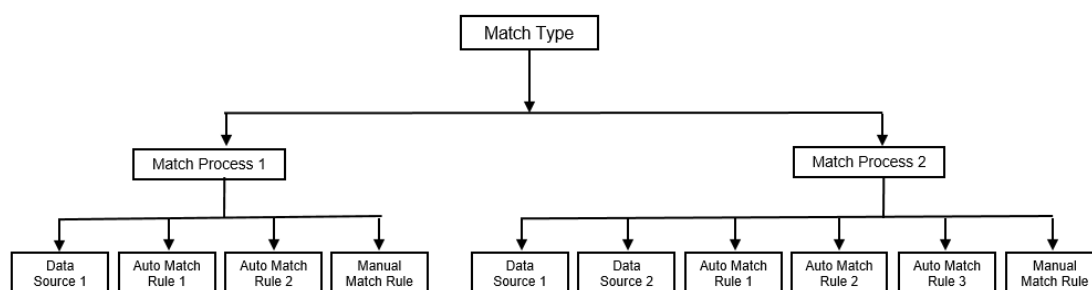 Match Type
Match Process 1
Match Process 2
Data
Source 1
Auto Match
Rule 1
Auto Match
Rule 2
Manual
Match Rule
Data
Source 1
Data
Source 2
Auto Match
Rule 1
Auto Match
Rule 2
Auto Match
Rule 3
Manual
Match Rule